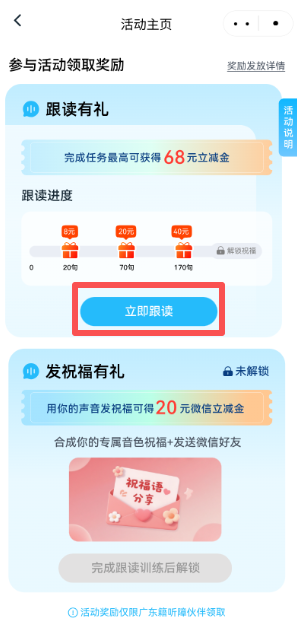 活动主页
参与活动领取奖励
奖励发放详情
活动说明
跟读有礼
完成任务最高可获得68元立减金
跟读进度
8元
20元
40元
解锁祝福
0
20句
70句
170句
立即跟读
发祝福有礼
未解锁
用你的声音发祝福可得20元微信立减金
合成你的专属音色祝福+发送微信好友
祝福语
分享
完成跟读训练后解锁
活动奖励仅限广东籍听障伙伴领取